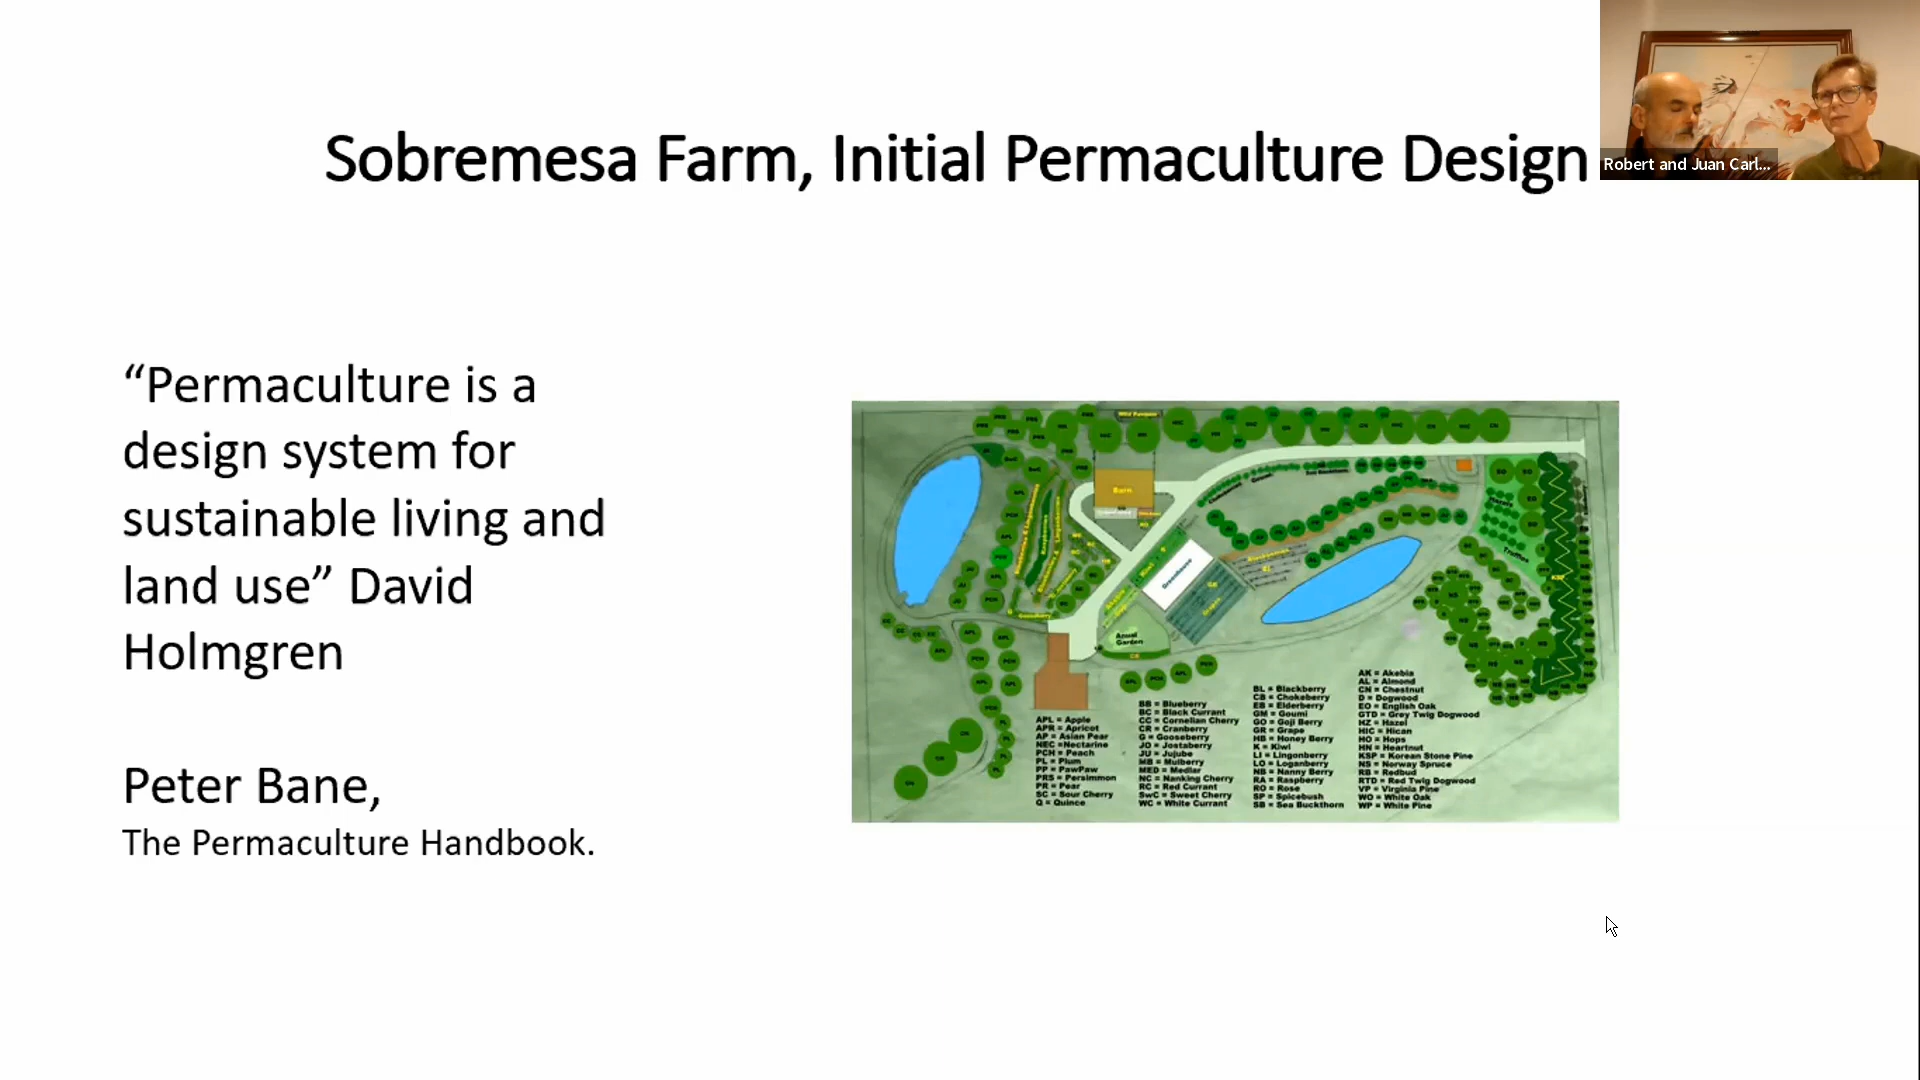 Sobremesa Farm, Initial Permaculture Design
Robert and Juan Carl...
“Permaculture is a
design system for
sustainable living and
land use” David
Holmgren
Peter Bane,
The Permaculture Handbook.
Barn
Greenhouse
Kiwi
Anual
Garden
Truffles
APL = Apple
APR = Apricot
AP = Asian Pear
NEC =Nectarine
PCH = Peach
PL = Plum
PP = PawPaw
PRS = Persimmon
PR = Pear
SC = Sour Cherry
Q = Quince
BB = Blueberry
BC = Black Currant
CC = Cornelian Cherry
CR = Cranberry
G = Gooseberry
JO = Jostaberry
JU = Jujube
MB = Mulberry
MED = Medlar
NC = Nanking Cherry
RC = Red Currant
SwC = Sweet Cherry
WC = White Currant
BL = Blackberry
CB = Chokeberry
EB = Elderberry
GM = Goumi
GO = Goji Berry
GR = Grape
HB = Honey Berry
K = Kiwi
LI = Lingonberry
LO = Loganberry
NB = Nanny Berry
RA = Raspberry
RO = Rose
SP = Spicebush
SB = Sea Buckthorn
AK = Akebia
AL = Almond
CN = Chestnut
D = Dogwood
EO = English Oak
GTD = Grey Twig Dogwood
HZ = Hazel
HIC = Hican
HO = Hops
HN = Heartnut
KSP = Korean Stone Pine
NS = Norway Spruce
RB = Redbud
RTD = Red Twig Dogwood
VP = Virginia Pine
WO = White Oak
WP = White Pine